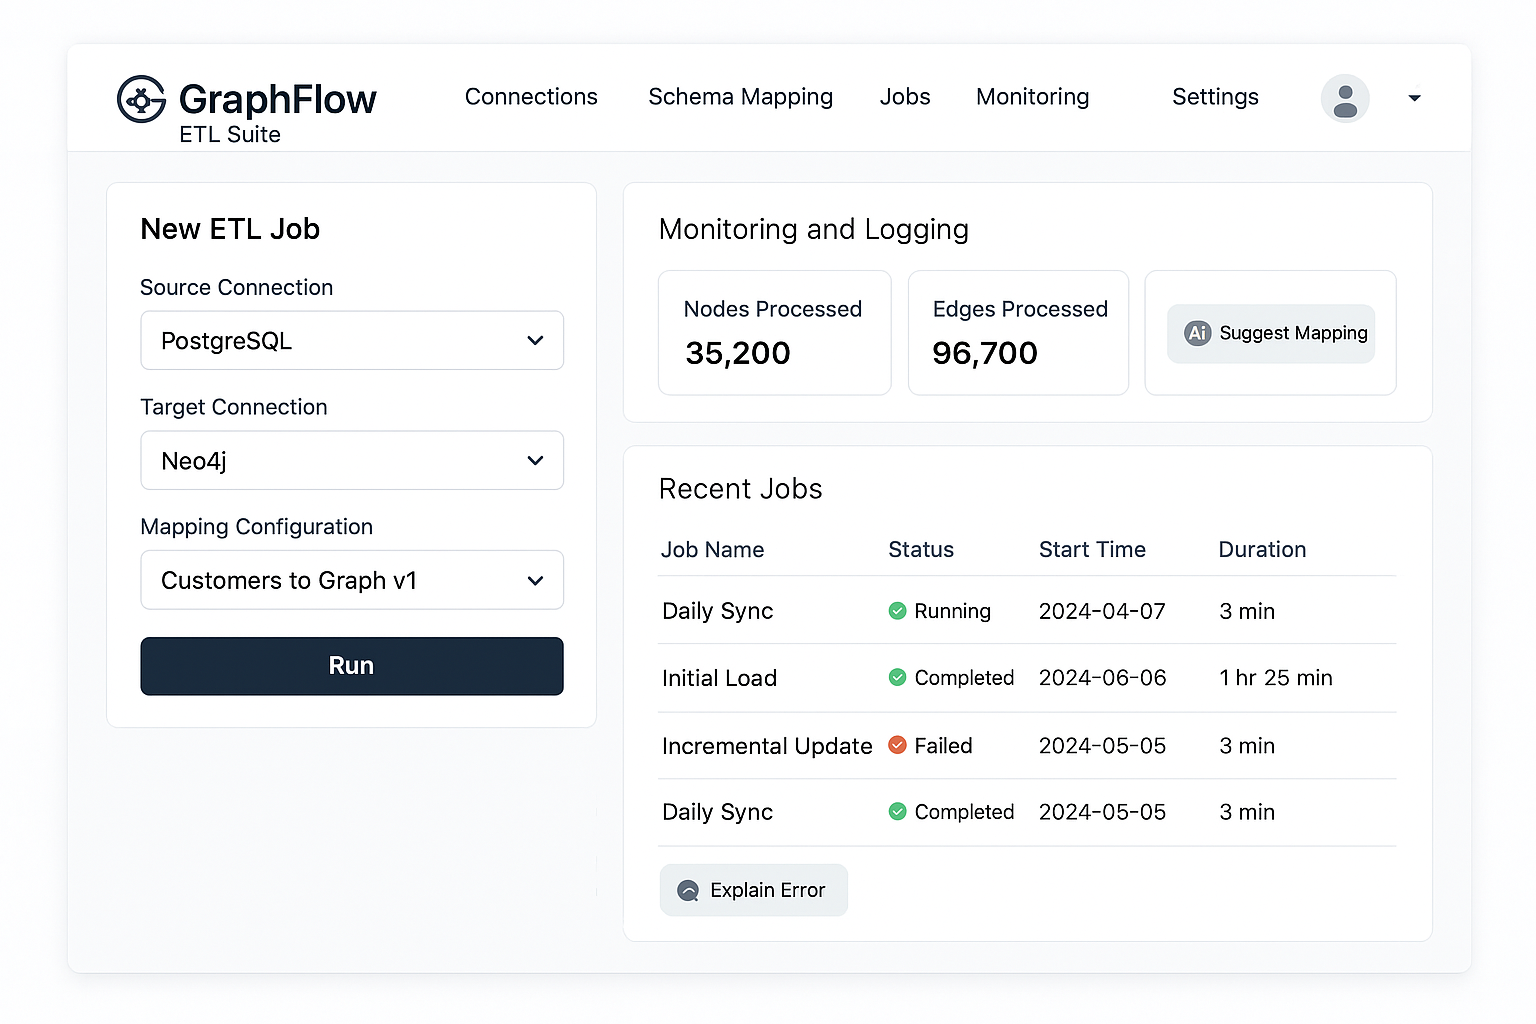 GraphFlow
ETL Suite
Connections Schema Mapping Jobs Monitoring Settings
New ETL Job
Source Connection
PostgreSQL
Target Connection
Neo4j
Mapping Configuration
Customers to Graph v1
Run
Monitoring and Logging
Nodes Processed
35,200
Edges Processed
96,700
Ai Suggest Mapping
Recent Jobs
Job Name Status Start Time Duration
Daily Sync Running 2024-04-07 3 min
Initial Load Completed 2024-06-06 1 hr 25 min
Incremental Update Failed 2024-05-05 3 min
Daily Sync Completed 2024-05-05 3 min
Explain Error